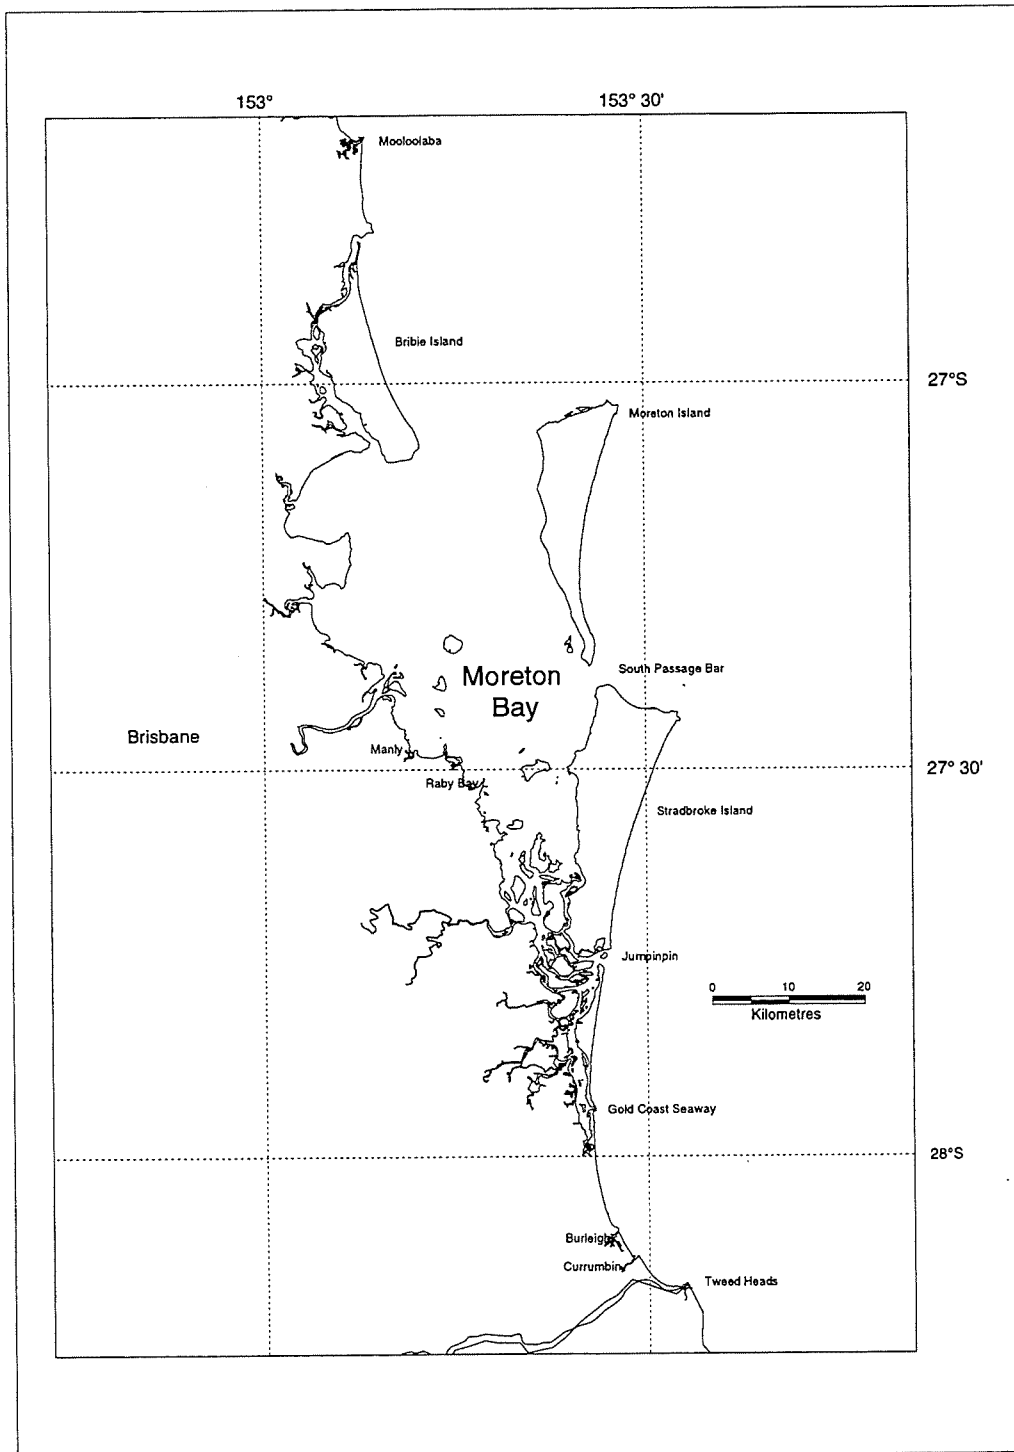 153°
153° 30'
Mooloolaba
Bribie Island
27°S
Moreton Island
South Passage Bar
Moreton
Bay
Brisbane
Manly
27° 30'
Raby Bay
Stradbroke Island
Jumpinpin
0 10 20
Kilometres
Gold Coast Seaway
28°S
Burleigh
Currumbin
Tweed Heads